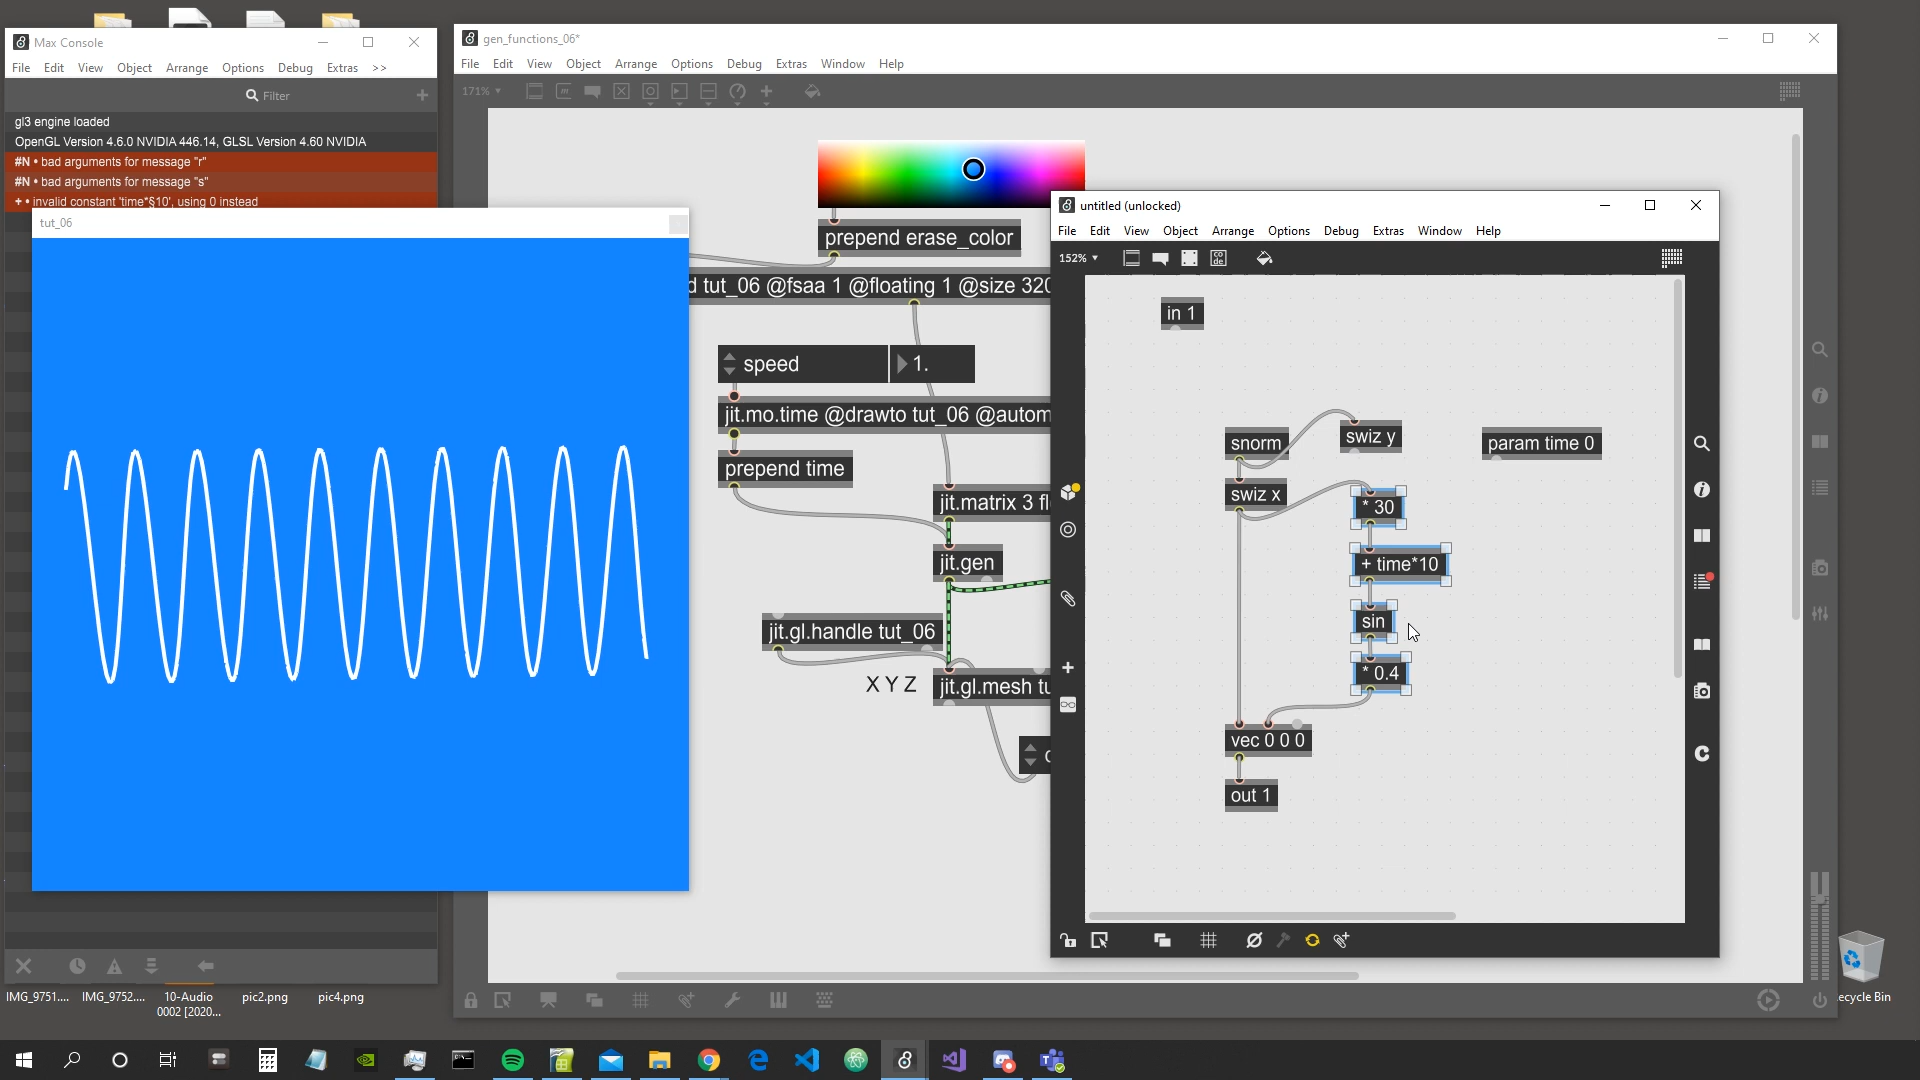 Max Console
File Edit View Object Arrange Options Debug Extras >>
Filter
gl3 engine loaded
OpenGL Version 4.6.0 NVIDIA 446.14, GLSL Version 4.60 NVIDIA
#N • bad arguments for message "r"
#N • bad arguments for message "s"
+ • invalid constant 'time*§10', using 0 instead
tut_06
gen_functions_06*
File Edit View Object Arrange Options Debug Extras Window Help
171%
prepend erase_color
d tut_06 @fsaa 1 @floating 1 @size 320
speed
1.
jit.mo.time @drawto tut_06 @autom
prepend time
jit.matrix 3 fl
jit.gen
jit.gl.handle tut_06
X Y Z
jit.gl.mesh tu
untitled (unlocked)
File Edit View Object Arrange Options Debug Extras Window Help
152%
in 1
snorm
swiz y
param time 0
swiz x
* 30
+ time*10
sin
* 0.4
vec 0 0 0
out 1
IMG_9751....
IMG_9752....
10-Audio
0002 [2020...
pic2.png
pic4.png
ecycle Bin